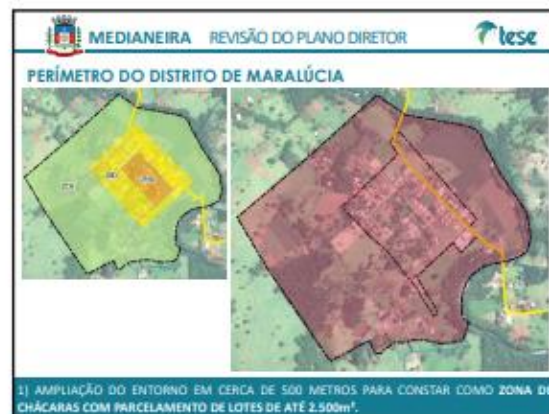 MEDIANEIRA REVISÃO DO PLANO DIRETOR tese
PERÍMETRO DO DISTRITO DE MARALÚCIA
1) AMPLIAÇÃO DO ENTORNO EM CERCA DE 500 METROS PARA CONSTAR COMO ZONA DE
CHÁCARAS COM PARCELAMENTO DE LOTES DE ATÉ 2.500m².